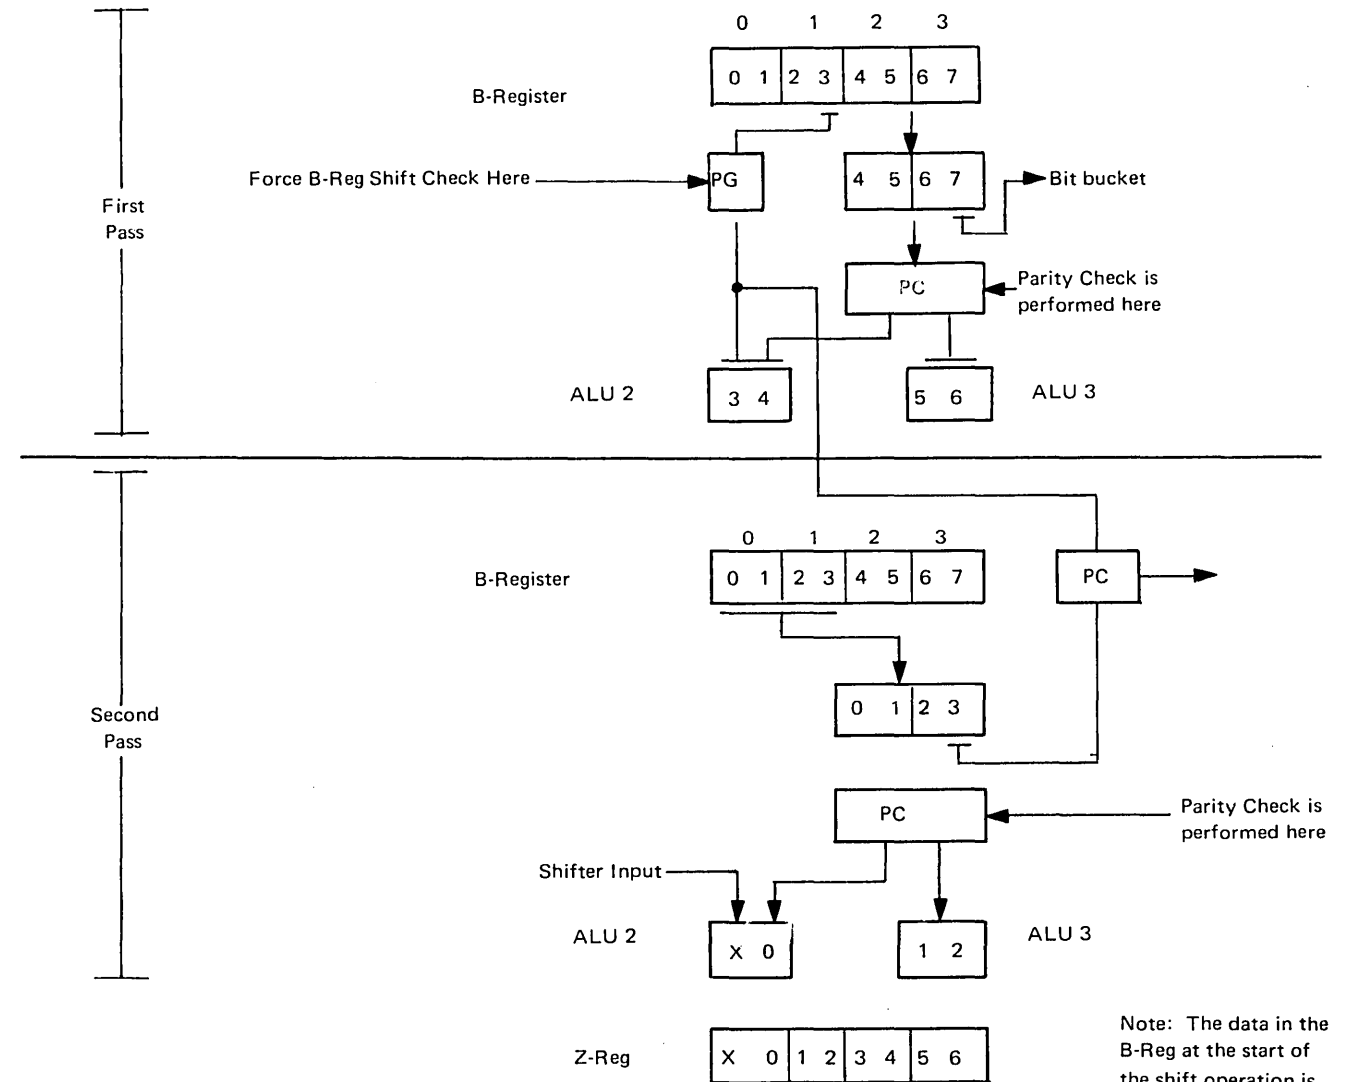 0 1 2 3
0 1 2 3 4 5 6 7
B-Register
Force B-Reg Shift Check Here
PG
4 5 6 7
Bit bucket
First
Pass
PC
Parity Check is
performed here
ALU 2
3 4
5 6
ALU 3
0 1 2 3
B-Register
0 1 2 3 4 5 6 7
PC
0 1 2 3
Second
Pass
PC
Parity Check is
performed here
Shifter Input
ALU 2
X 0
1 2
ALU 3
Z-Reg
X 0 1 2 3 4 5 6
Note: The data in the
B-Reg at the start of
the shift operation is